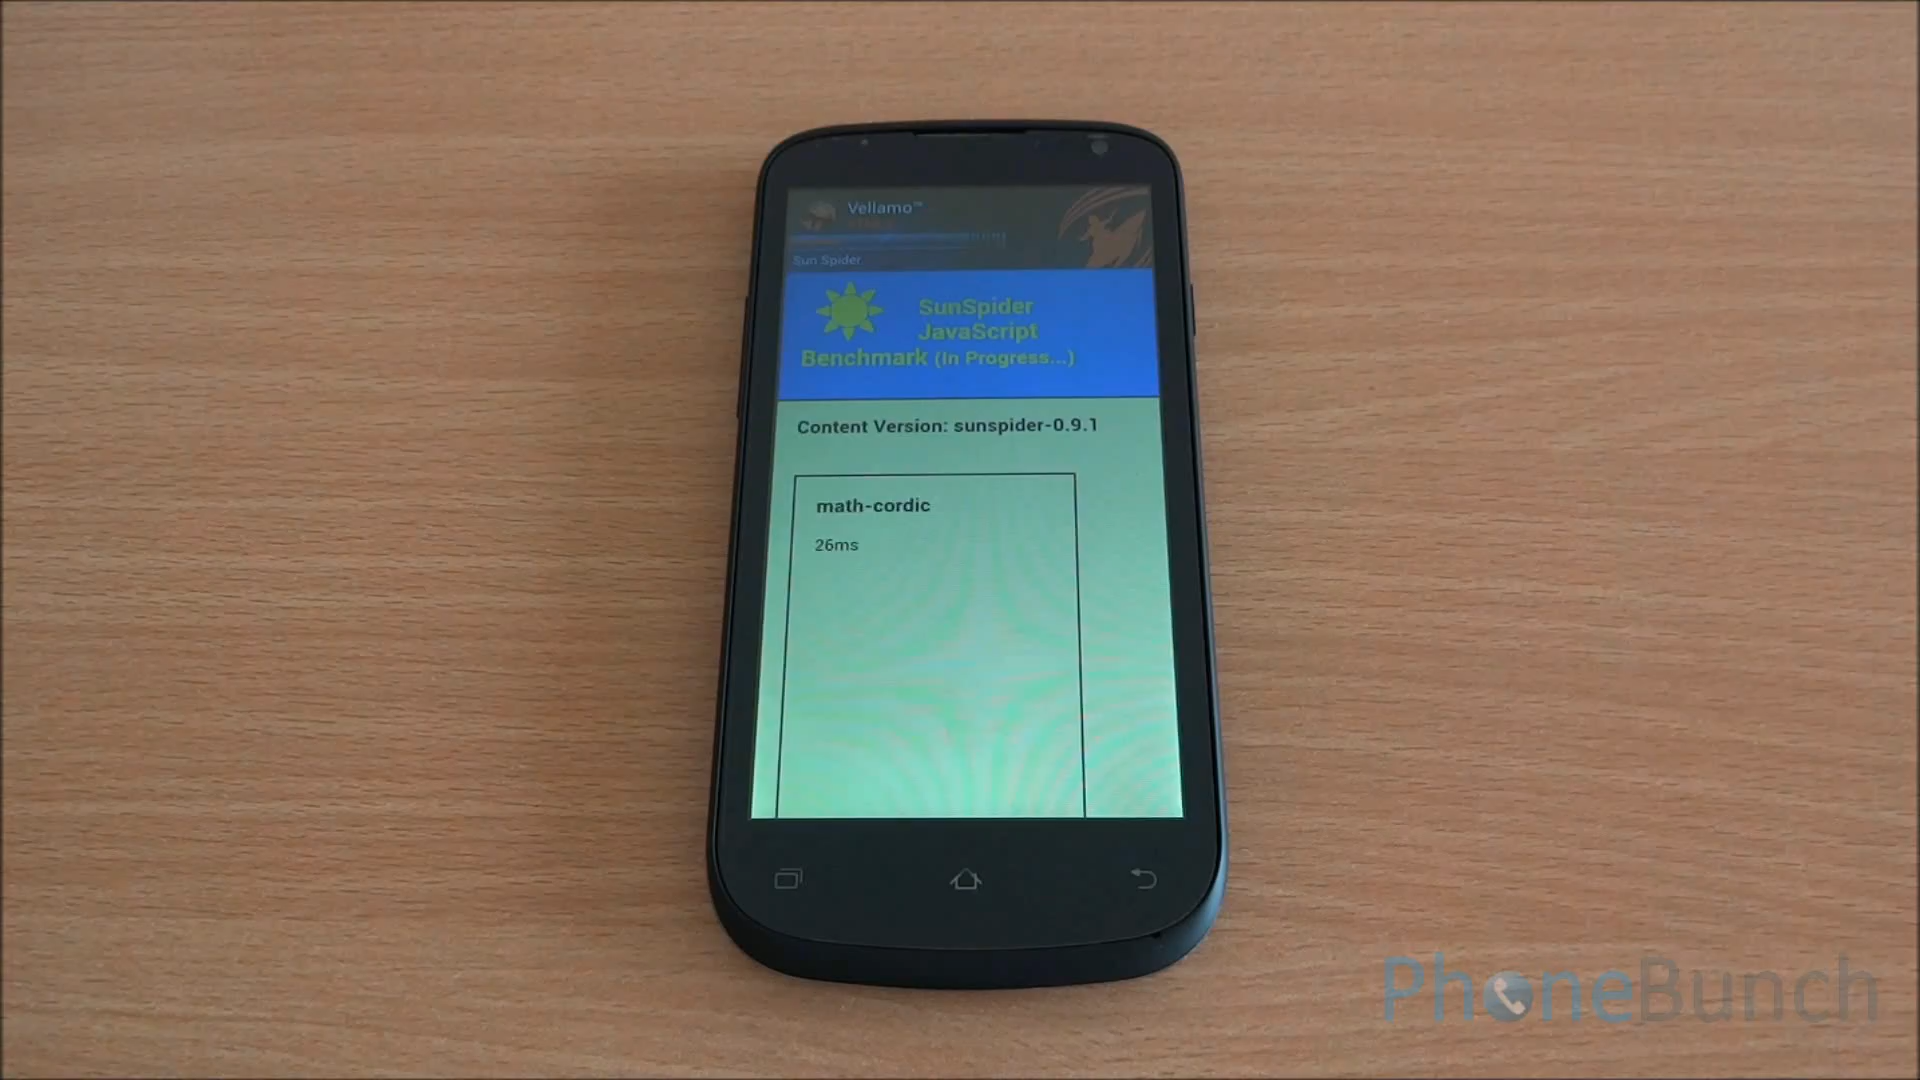 Vellamo™
Sun Spider
SunSpider
JavaScript
Benchmark (In Progress...)
Content Version: sunspider-0.9.1
math-cordic
26ms
PhoneBunch